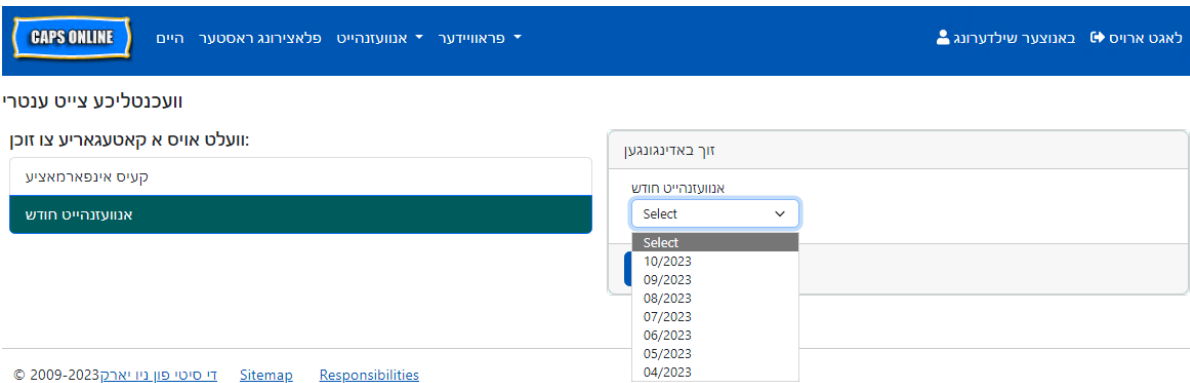 CAPS ONLINE
היים פלאצירונג ראסטער אנוועזנהייט פראוויידער
באנוצער שילדערונג לאגט ארויס
וועכנטליכע צייט ענטרי
וועלט אויס א קאטעגאריע צו זוכן:
קעיס אינפארמאציע
אנוועזנהייט חודש
זוך באדינגונגען
אנוועזנהייט חודש
Select
Select
10/2023
09/2023
08/2023
07/2023
06/2023
05/2023
04/2023
© 2009-2023 די סיטי פון ניו יארק Sitemap Responsibilities